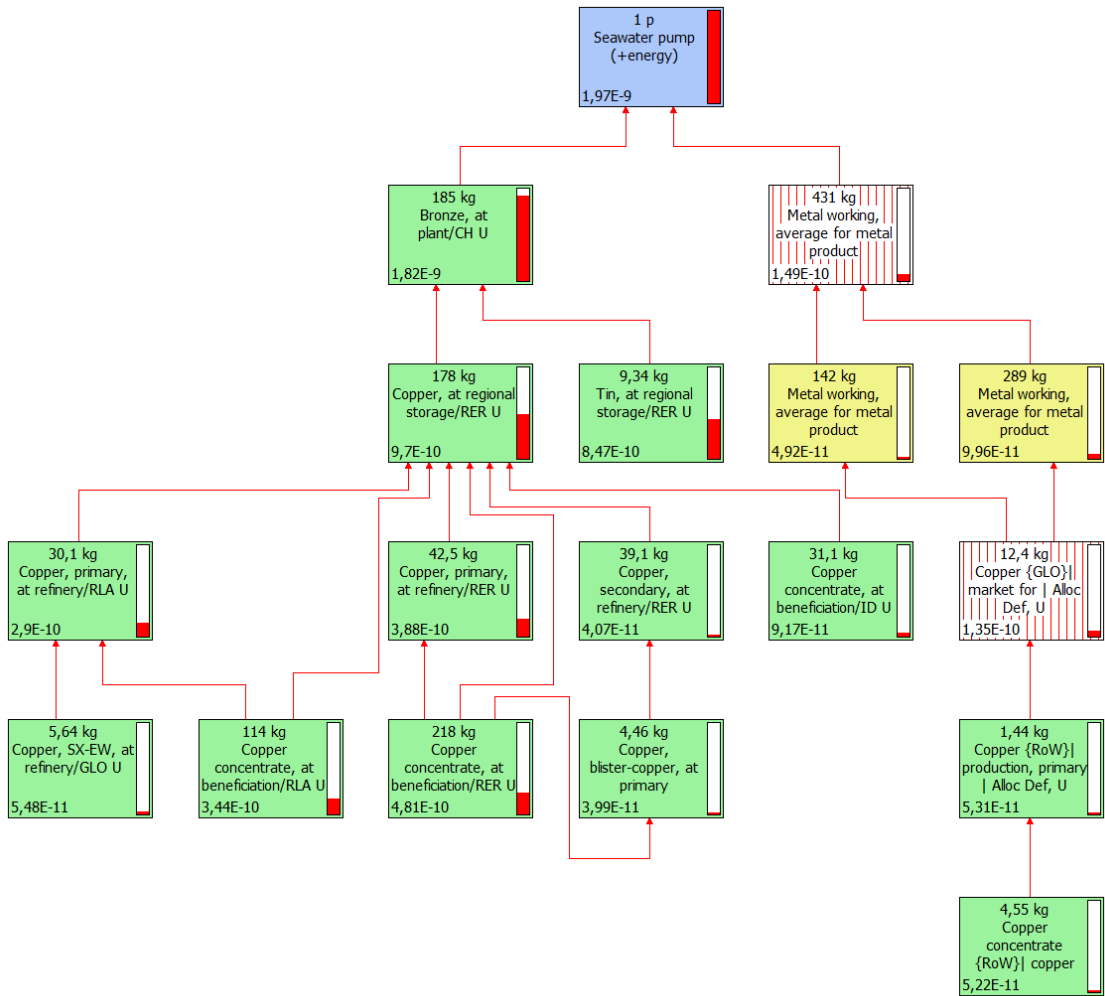 1 p
Seawater pump
(+energy)
1,97E-9
185 kg
Bronze, at
plant/CH U
1,82E-9
431 kg
Metal working,
average for metal
product
1,49E-10
178 kg
Copper, at regional
storage/RER U
9,7E-10
9,34 kg
Tin, at regional
storage/RER U
8,47E-10
142 kg
Metal working,
average for metal
product
4,92E-11
289 kg
Metal working,
average for metal
product
9,96E-11
30,1 kg
Copper, primary,
at refinery/RLA U
2,9E-10
42,5 kg
Copper, primary,
at refinery/RER U
3,88E-10
39,1 kg
Copper,
secondary, at
refinery/RER U
4,07E-11
31,1 kg
Copper
concentrate, at
beneficiation/ID U
9,17E-11
12,4 kg
Copper {GLO}|
market for | Alloc
Def, U
1,35E-10
5,64 kg
Copper, SX-EW, at
refinery/GLO U
5,48E-11
114 kg
Copper
concentrate, at
beneficiation/RLA U
3,44E-10
218 kg
Copper
concentrate, at
beneficiation/RER U
4,81E-10
4,46 kg
Copper,
blister-copper, at
primary
3,99E-11
1,44 kg
Copper {RoW}|
production, primary
| Alloc Def, U
5,31E-11
4,55 kg
Copper
concentrate
{RoW}| copper
5,22E-11